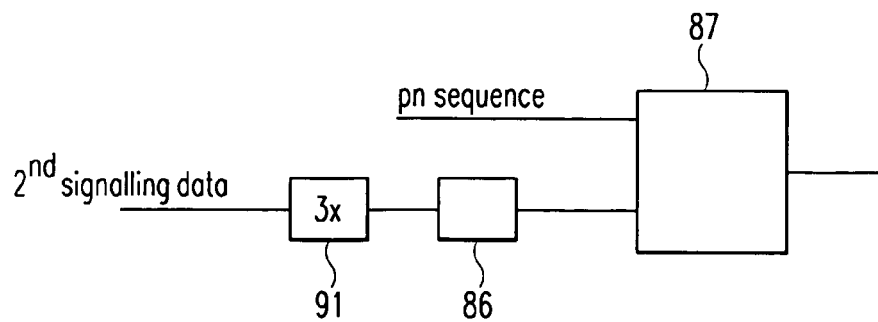 87
pn sequence
2nd signalling data
3x
91
86